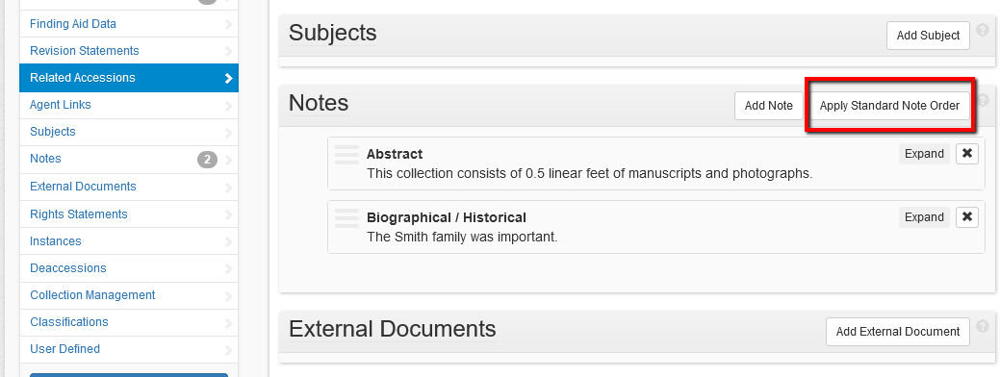 Finding Aid Data
Revision Statements
Related Accessions
Agent Links
Subjects
Notes 2
External Documents
Rights Statements
Instances
Deaccessions
Collection Management
Classifications
User Defined
Subjects
Add Subject
Notes
Add Note
Apply Standard Note Order
Abstract
Expand
This collection consists of 0.5 linear feet of manuscripts and photographs.
Biographical / Historical
Expand
The Smith family was important.
External Documents
Add External Document